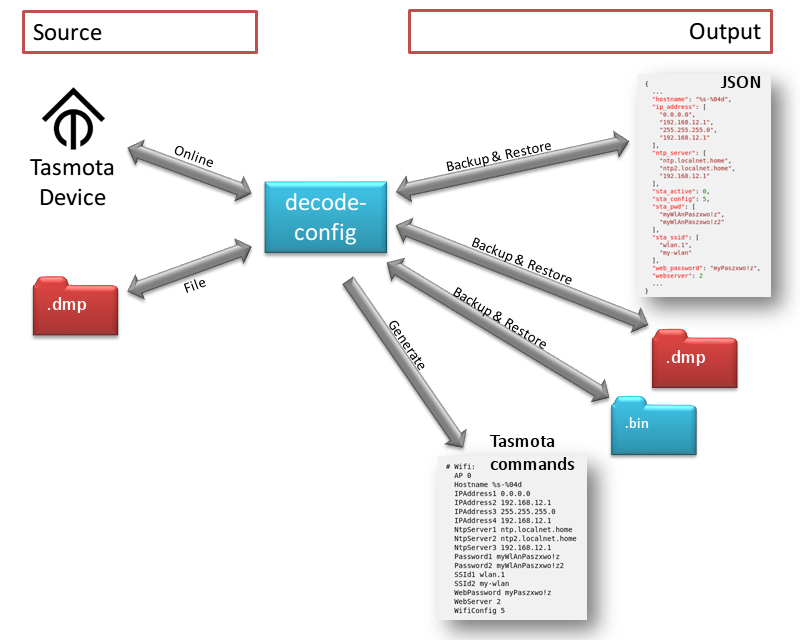 Source
Output
Tasmota
Device
Online
decode-
config
File
.dmp
Backup & Restore
Backup & Restore
Backup & Restore
Generate
JSON
{
...
"hostname": "%s-%04d",
"ip_address": [
"0.0.0.0",
"192.168.12.1",
"255.255.255.0",
"192.168.12.1"
],
"ntp_server": [
"ntp.localnet.home",
"ntp2.localnet.home",
"192.168.12.1"
],
"sta_active": 0,
"sta_config": 5,
"sta_pwd": [
"myWlAnPaszxwo!z",
"myWlAnPaszxwo!z2"
],
"sta_ssid": [
"wlan.1",
"my-wlan"
],
"web_password": "myPaszxwo!z",
"webserver": 2
...
}
.dmp
.bin
Tasmota
commands
# Wifi:
AP 0
Hostname %s-%04d
IPAddress1 0.0.0.0
IPAddress2 192.168.12.1
IPAddress3 255.255.255.0
IPAddress4 192.168.12.1
NtpServer1 ntp.localnet.home
NtpServer2 ntp2.localnet.home
NtpServer3 192.168.12.1
Password1 myWlAnPaszxwo!z
Password2 myWlAnPaszxwo!z2
SSId1 wlan.1
SSId2 my-wlan
WebPassword myPaszxwo!z
WebServer 2
WifiConfig 5